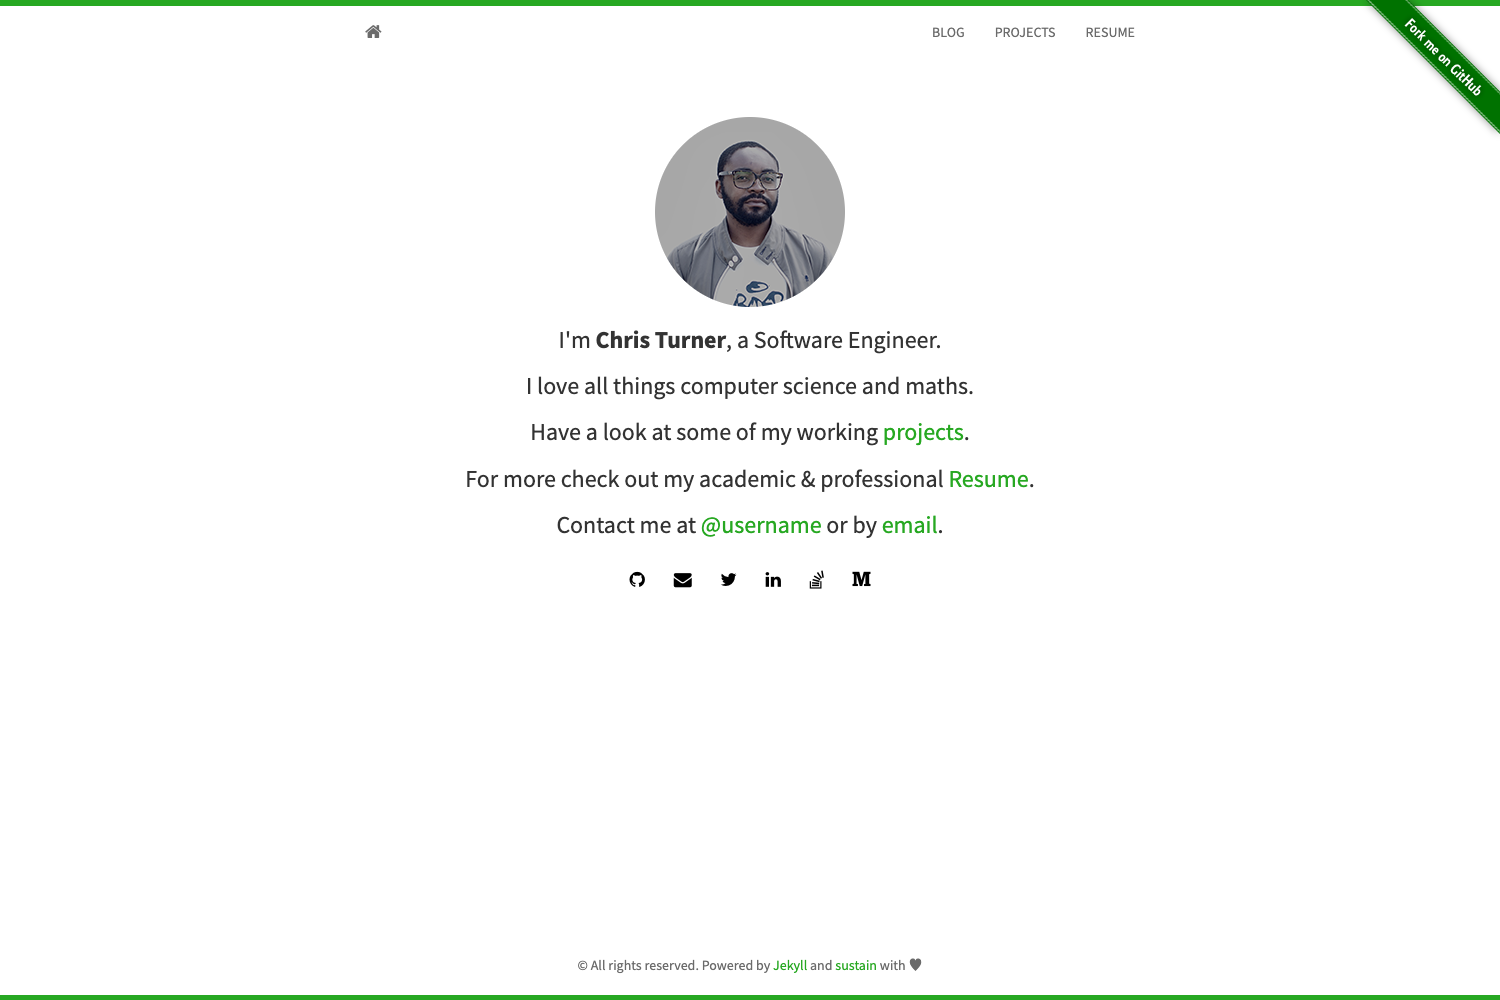 BLOG PROJECTS RESUME
Fork me on GitHub
I'm Chris Turner, a Software Engineer.
I love all things computer science and maths.
Have a look at some of my working projects.
For more check out my academic & professional Resume.
Contact me at @username or by email.
© All rights reserved. Powered by Jekyll and sustain with ♥